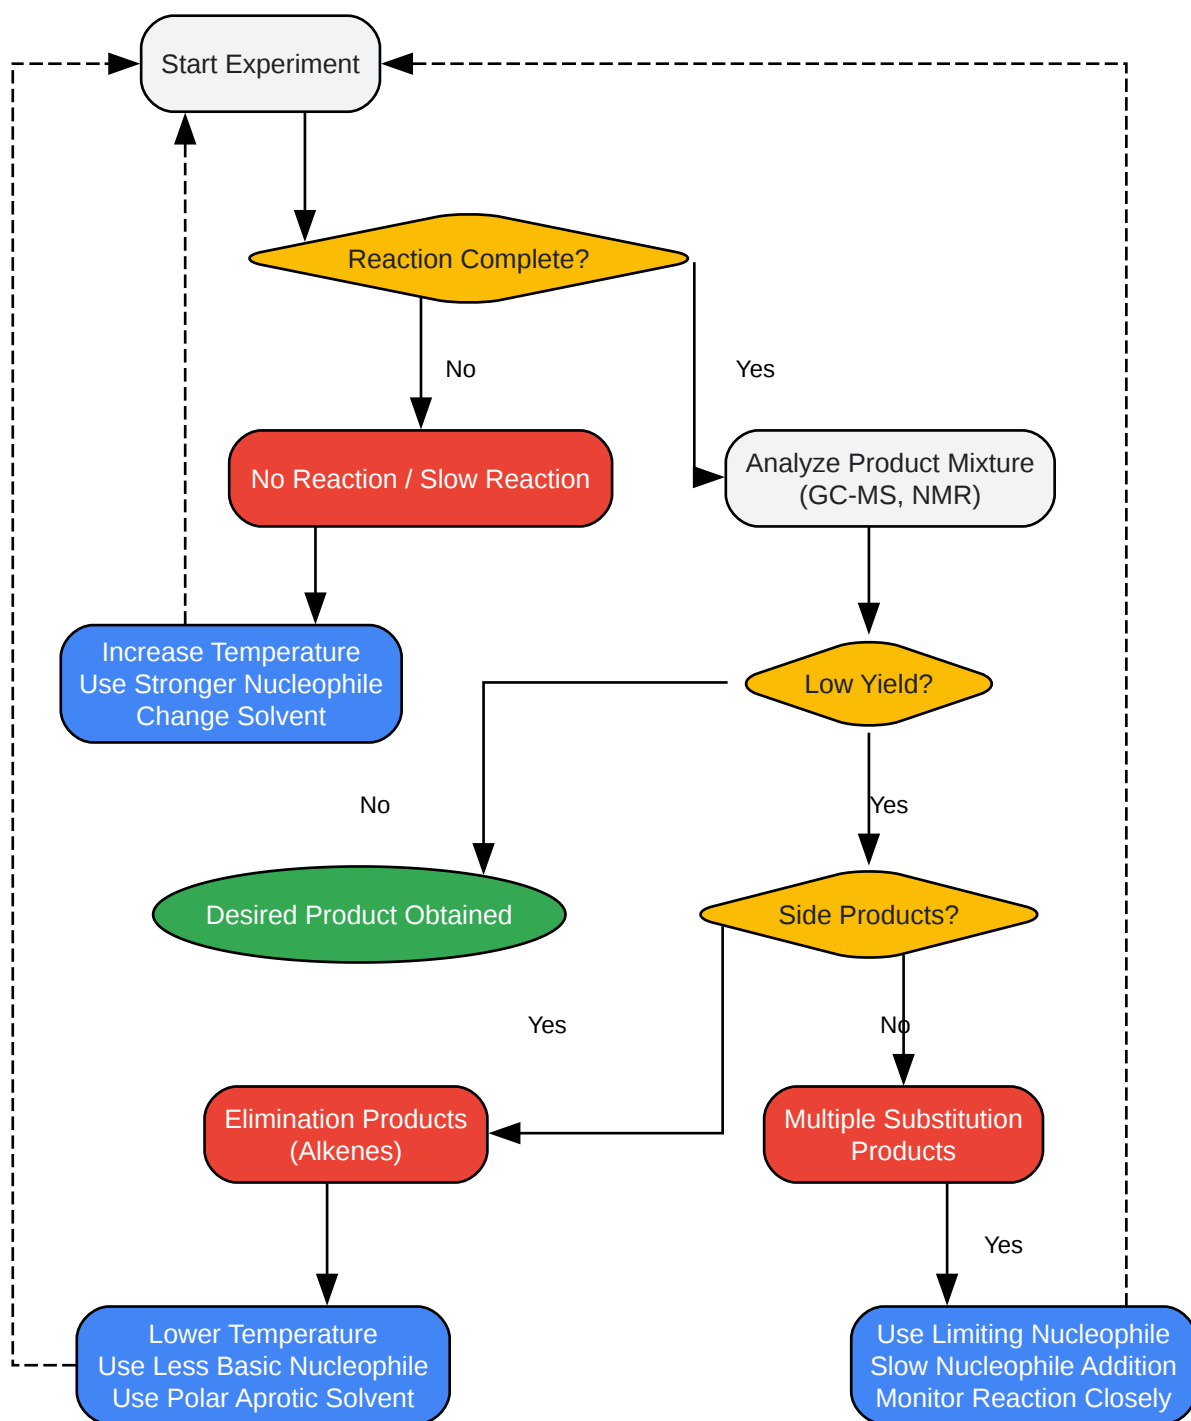 Start Experiment
Reaction Complete?
No
Yes
No Reaction / Slow Reaction
Analyze Product Mixture
(GC-MS, NMR)
Increase Temperature
Use Stronger Nucleophile
Change Solvent
Low Yield?
No
Yes
Desired Product Obtained
Side Products?
Yes
No
Elimination Products
(Alkenes)
Multiple Substitution
Products
Yes
Lower Temperature
Use Less Basic Nucleophile
Use Polar Aprotic Solvent
Use Limiting Nucleophile
Slow Nucleophile Addition
Monitor Reaction Closely